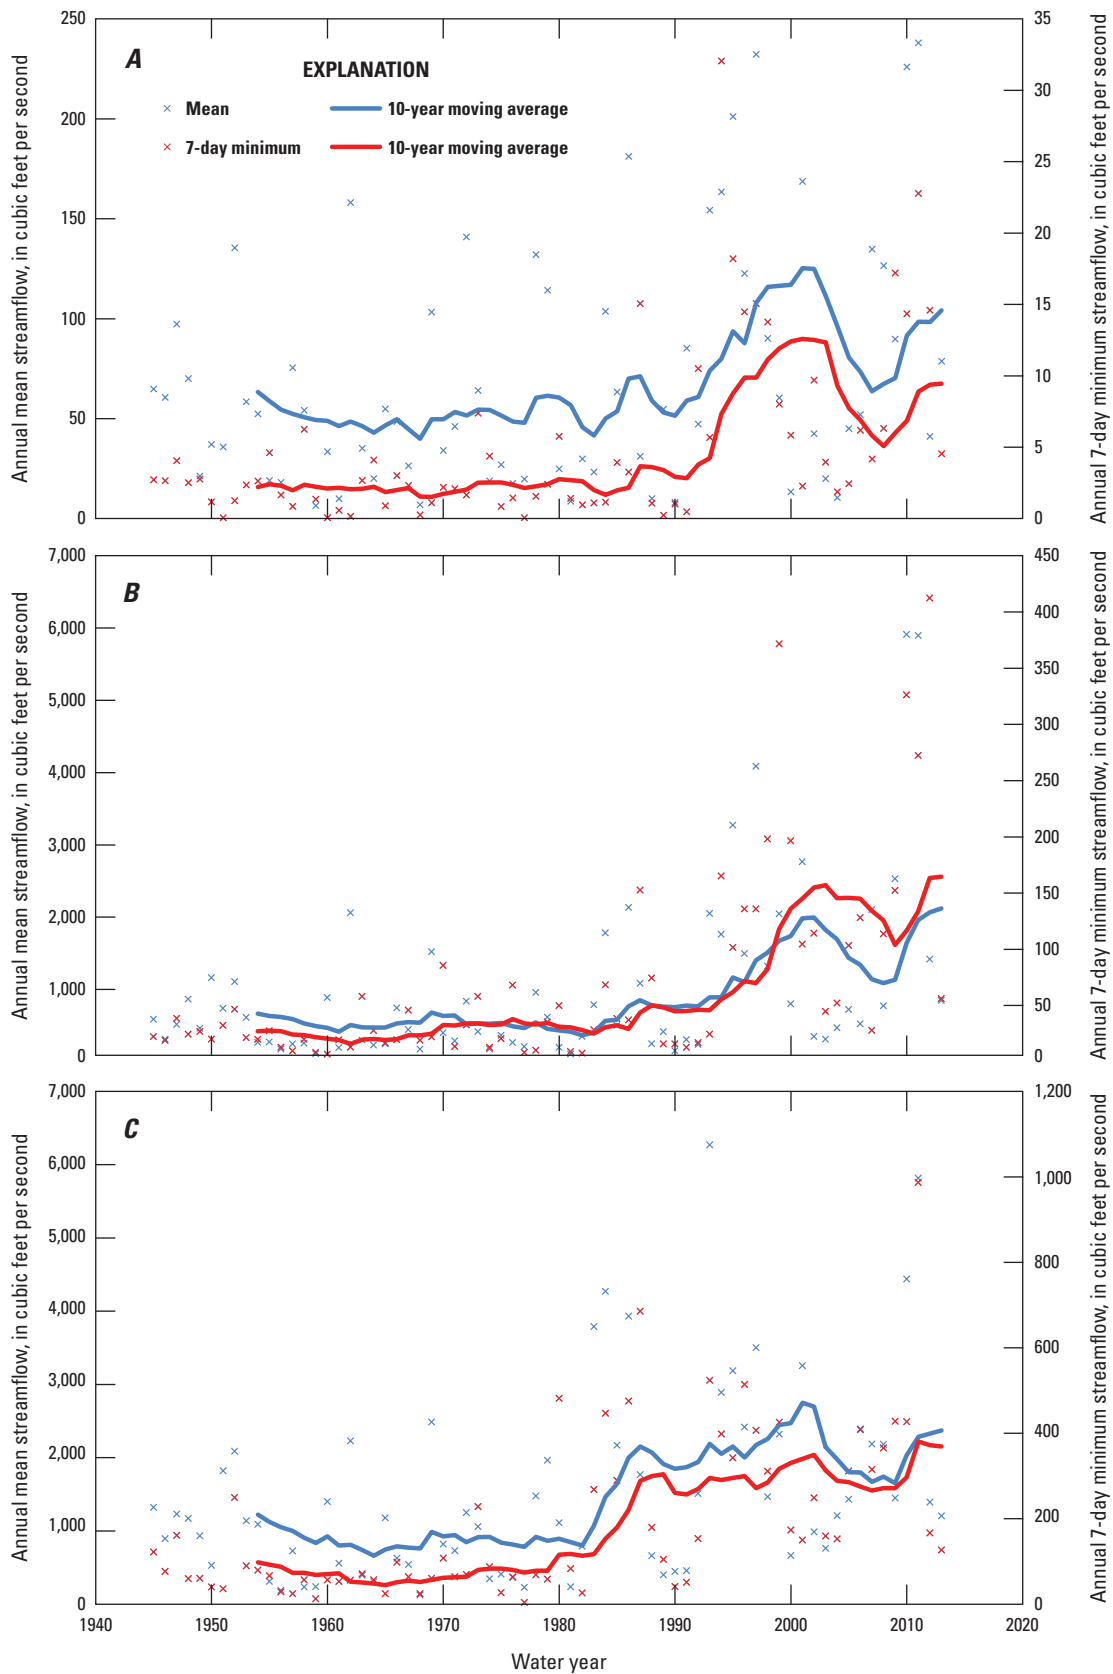 A
EXPLANATION
Mean
10-year moving average
7-day minimum
10-year moving average
Annual mean streamflow, in cubic feet per second
250
200
150
100
50
0
Annual 7-day minimum streamflow, in cubic feet per second
35
30
25
20
15
10
5
0
B
Annual mean streamflow, in cubic feet per second
7,000
6,000
5,000
4,000
3,000
2,000
1,000
0
Annual 7-day minimum streamflow, in cubic feet per second
450
400
350
300
250
200
150
100
50
0
C
Annual mean streamflow, in cubic feet per second
7,000
6,000
5,000
4,000
3,000
2,000
1,000
0
Annual 7-day minimum streamflow, in cubic feet per second
1,200
1,000
800
600
400
200
0
1940 1950 1960 1970 1980 1990 2000 2010 2020
Water year